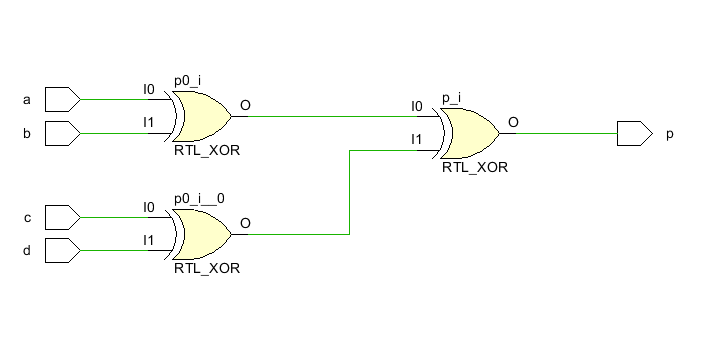 a
I0
p0_i
O
b
I1
RTL_XOR
c
I0
p0_i__0
O
d
I1
RTL_XOR
I0
p_i
O
I1
RTL_XOR
p